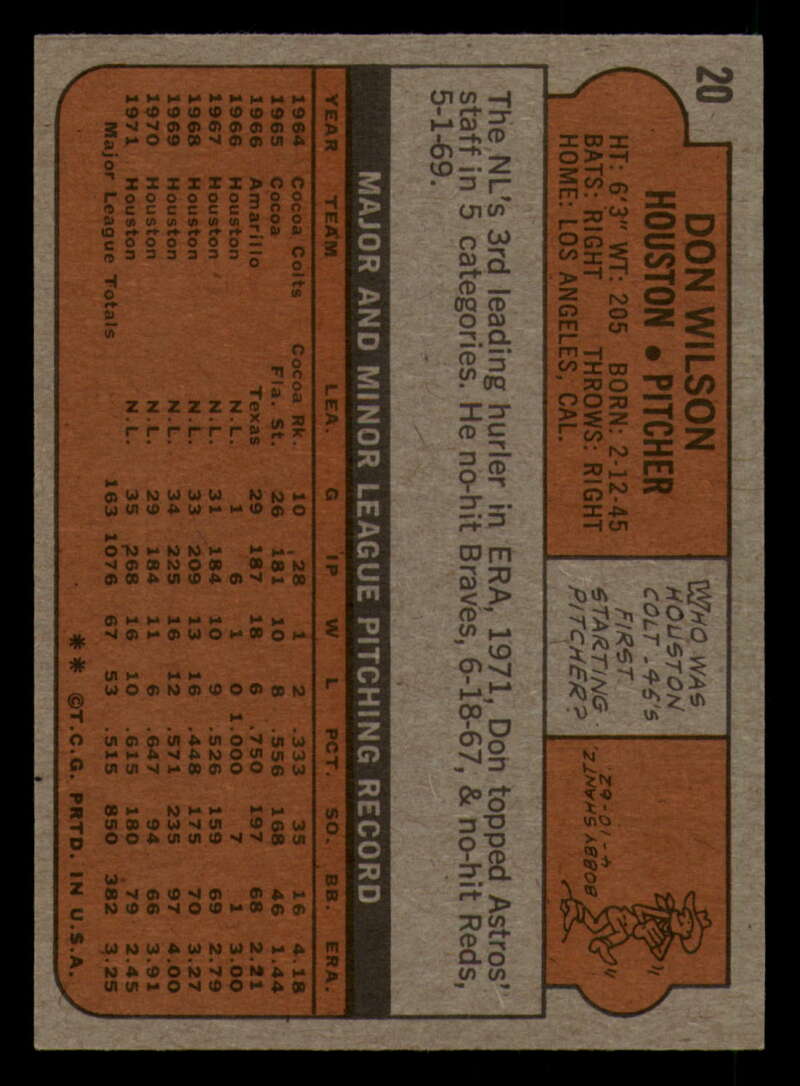 20
DON WILSON
HOUSTON • PITCHER
HT: 6'3" WT: 205 BORN: 2-12-45
BATS: RIGHT THROWS: RIGHT
HOME: LOS ANGELES, CAL.
WHO WAS
HOUSTON
COLT .45'S
FIRST
STARTING
PITCHER?
BOBBY SHANTZ,
4-10-62.
The NL's 3rd leading hurler in ERA, 1971, Don topped Astros'
staff in 5 categories. He no-hit Braves, 6-18-67, & no-hit Reds,
5-1-69.
MAJOR AND MINOR LEAGUE PITCHING RECORD
YEAR TEAM LEA. G IP W L PCT. SO. BB. ERA.
1964 Cocoa Colts Cocoa Rk. 10 28 1 2 .333 35 16 4.18
1965 Cocoa Fla. St. 26 181 10 8 .556 168 46 1.44
1966 Amarillo Texas 29 187 18 6 .750 197 68 2.21
1966 Houston N.L. 1 6 1 0 1.000 7 1 3.00
1967 Houston N.L. 31 184 10 9 .526 159 69 2.79
1968 Houston N.L. 33 209 13 16 .448 175 70 3.27
1969 Houston N.L. 34 225 16 12 .571 235 97 4.00
1970 Houston N.L. 29 184 11 6 .647 94 66 3.91
1971 Houston N.L. 35 268 16 10 .615 180 79 2.45
Major League Totals 163 1076 67 53 .515 850 382 3.25
** ©T.C.G. PRTD. IN U.S.A.